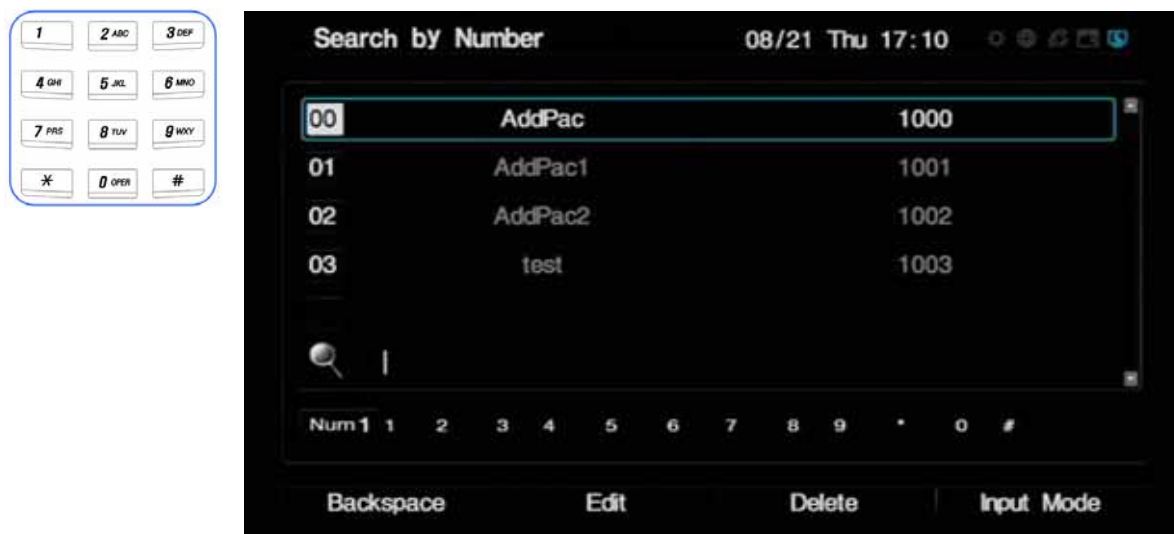 1 2 ABC 3 DEF
4 GHI 5 JKL 6 MNO
7 PRS 8 TUV 9 WXY
* 0 OPER #
Search by Number 08/21 Thu 17:10
00 AddPac 1000
01 AddPac1 1001
02 AddPac2 1002
03 test 1003
Num1 1 2 3 4 5 6 7 8 9 * 0 #
Backspace Edit Delete Input Mode